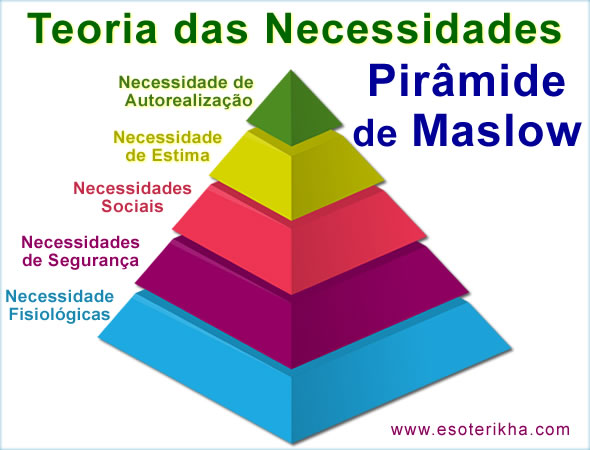 Teoria das Necessidades
Pirâmide
de Maslow
Necessidade de
Autorealização
Necessidade
de Estima
Necessidades
Sociais
Necessidades
de Segurança
Necessidade
Fisiológicas
www.esoterikha.com